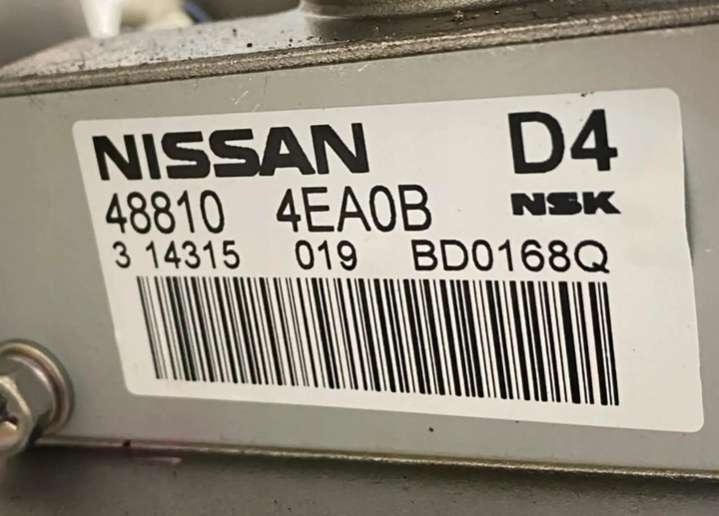 NISSAN D4
48810 4EA0B NSK
3 14315 019 BD0168Q